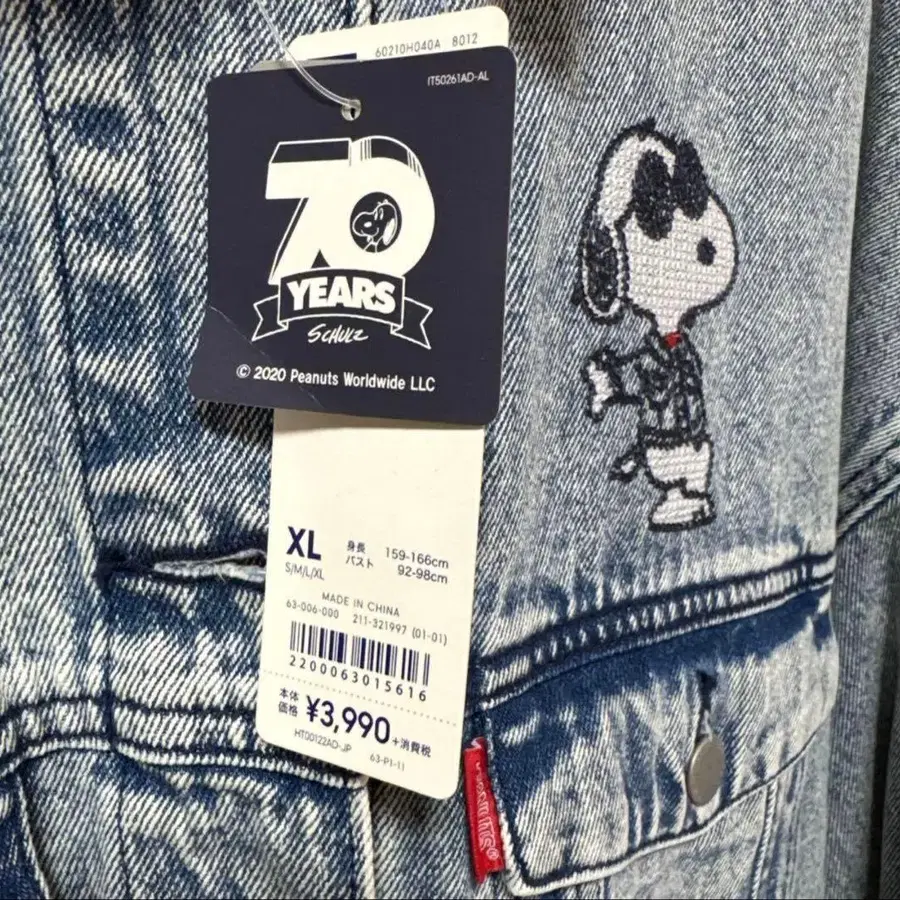 60210H040A 8012
IT50261AD-AL
70
YEARS
SCHULZ
© 2020 Peanuts Worldwide LLC
XL
S/M/L/XL
身長 159-166cm
バスト 92-98cm
MADE IN CHINA
63-006-000 211-321997 (01-01)
2200063015616
本体
価格 ¥3,990 +消費税
HT00122AD-JP 63-P1-11